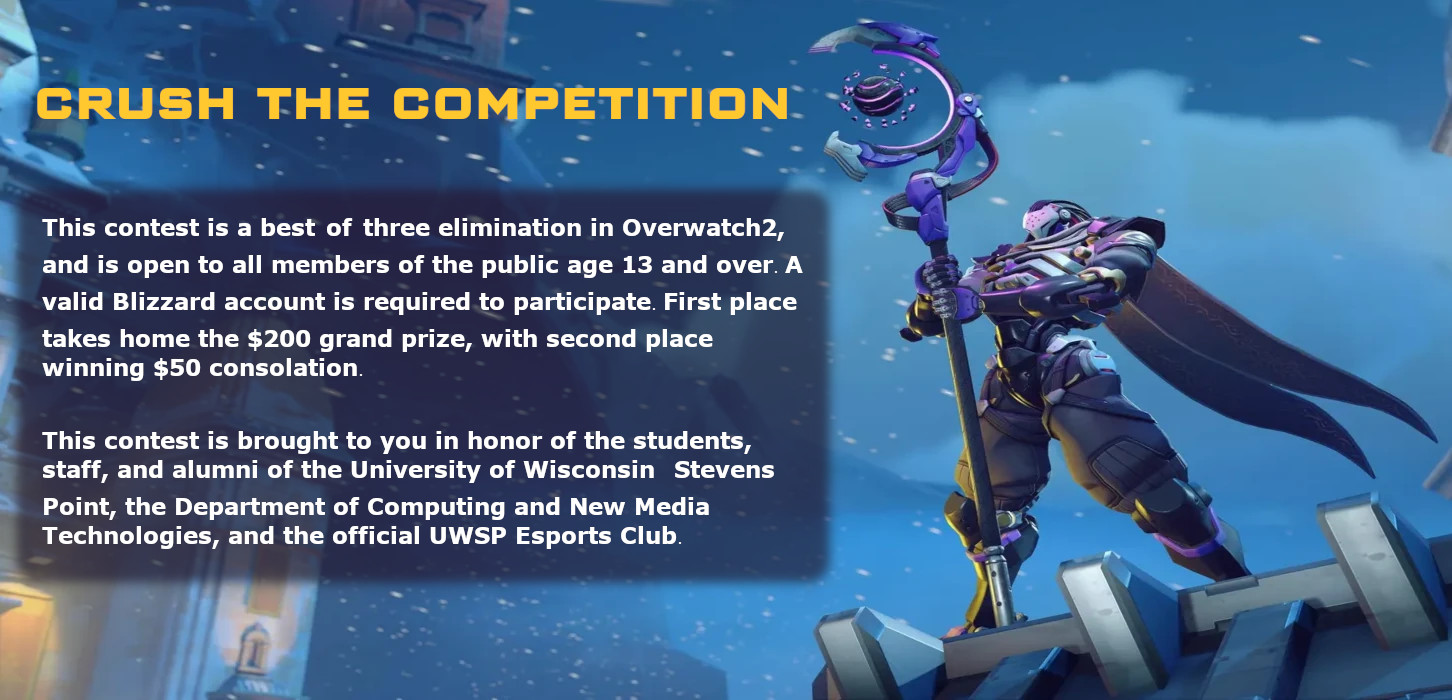 CRUSH THE COMPETITION
This contest is a best of three elimination in Overwatch2,
and is open to all members of the public age 13 and over. A
valid Blizzard account is required to participate. First place
takes home the $200 grand prize, with second place
winning $50 consolation.
This contest is brought to you in honor of the students,
staff, and alumni of the University of Wisconsin Stevens
Point, the Department of Computing and New Media
Technologies, and the official UWSP Esports Club.